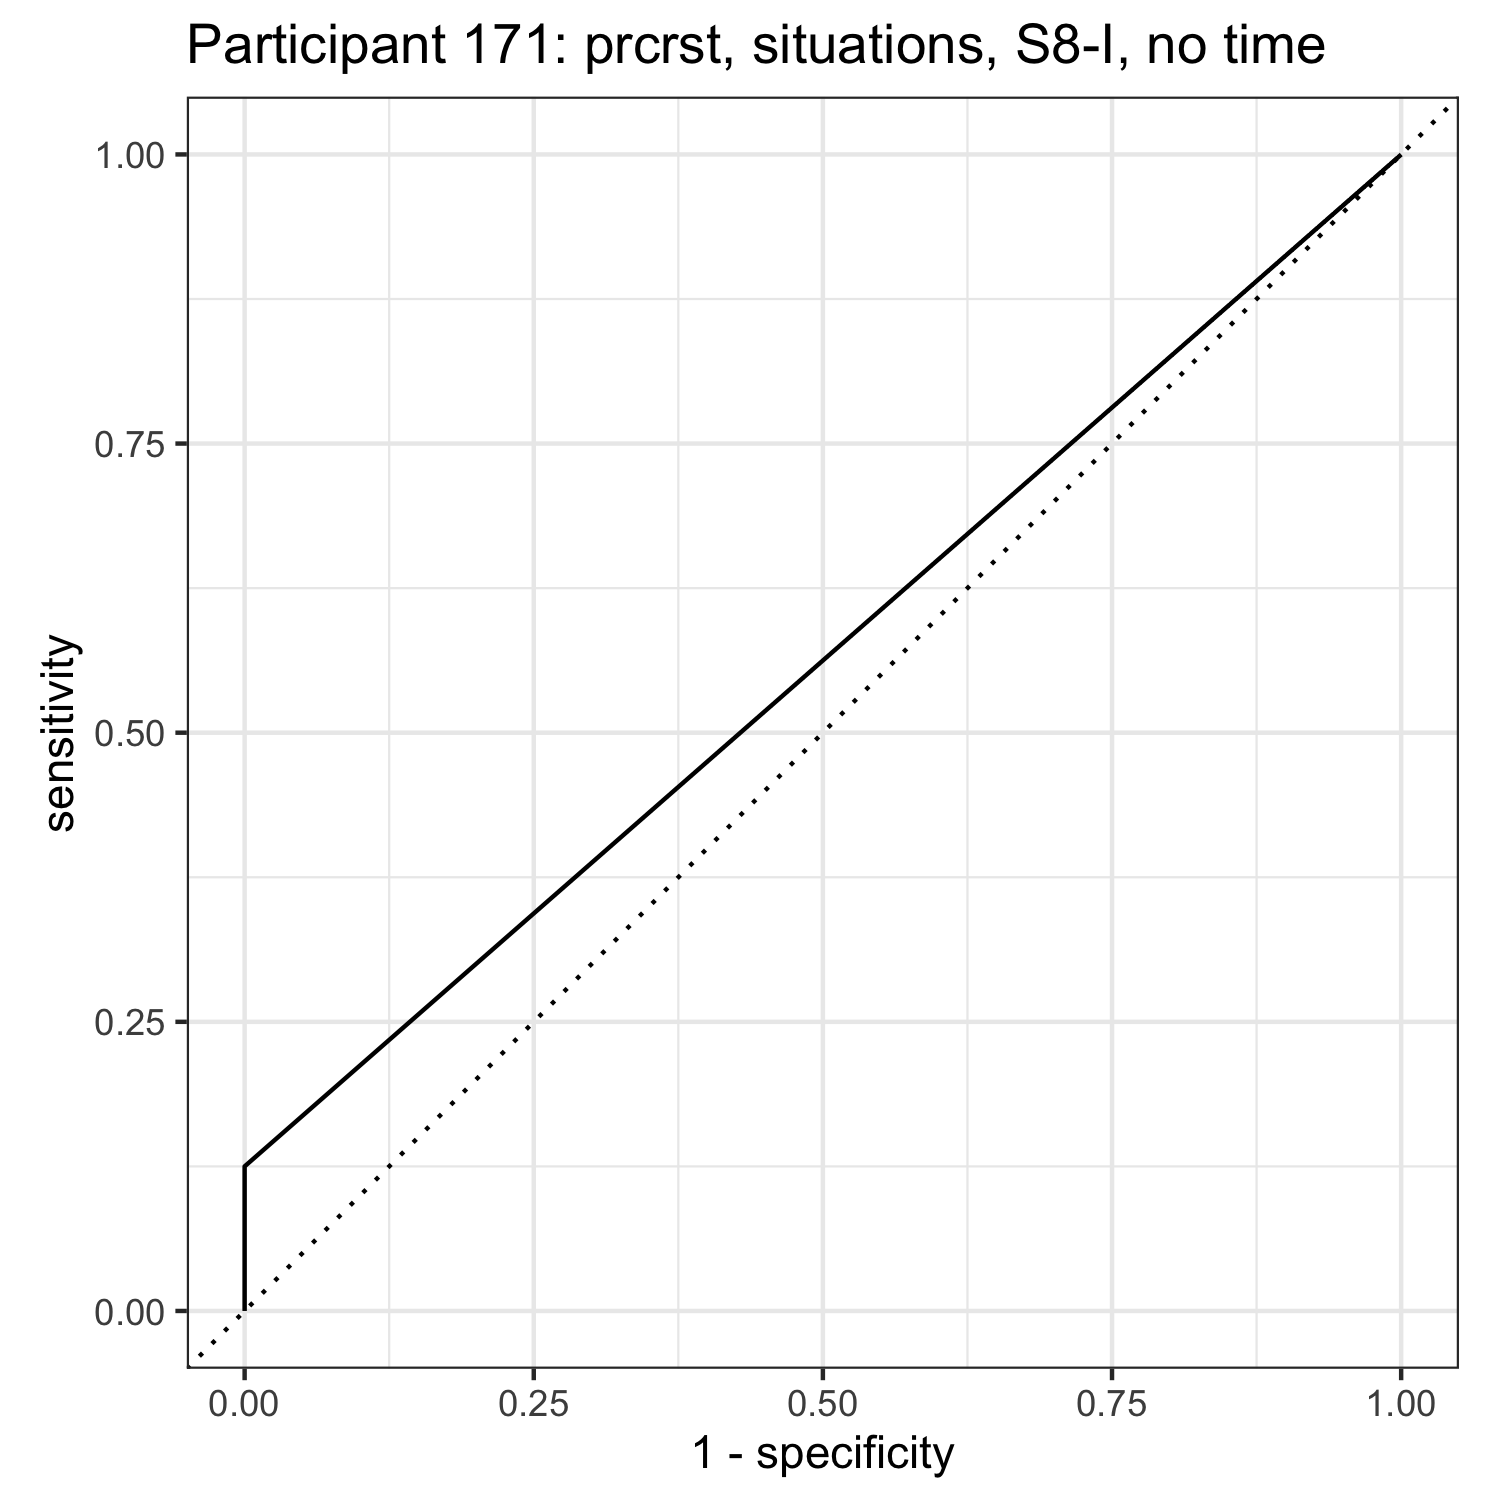 Participant 171: prcrst, situations, S8-I, no time
1.00
0.75
0.50
0.25
0.00
sensitivity
0.00 0.25 0.50 0.75 1.00
1 - specificity